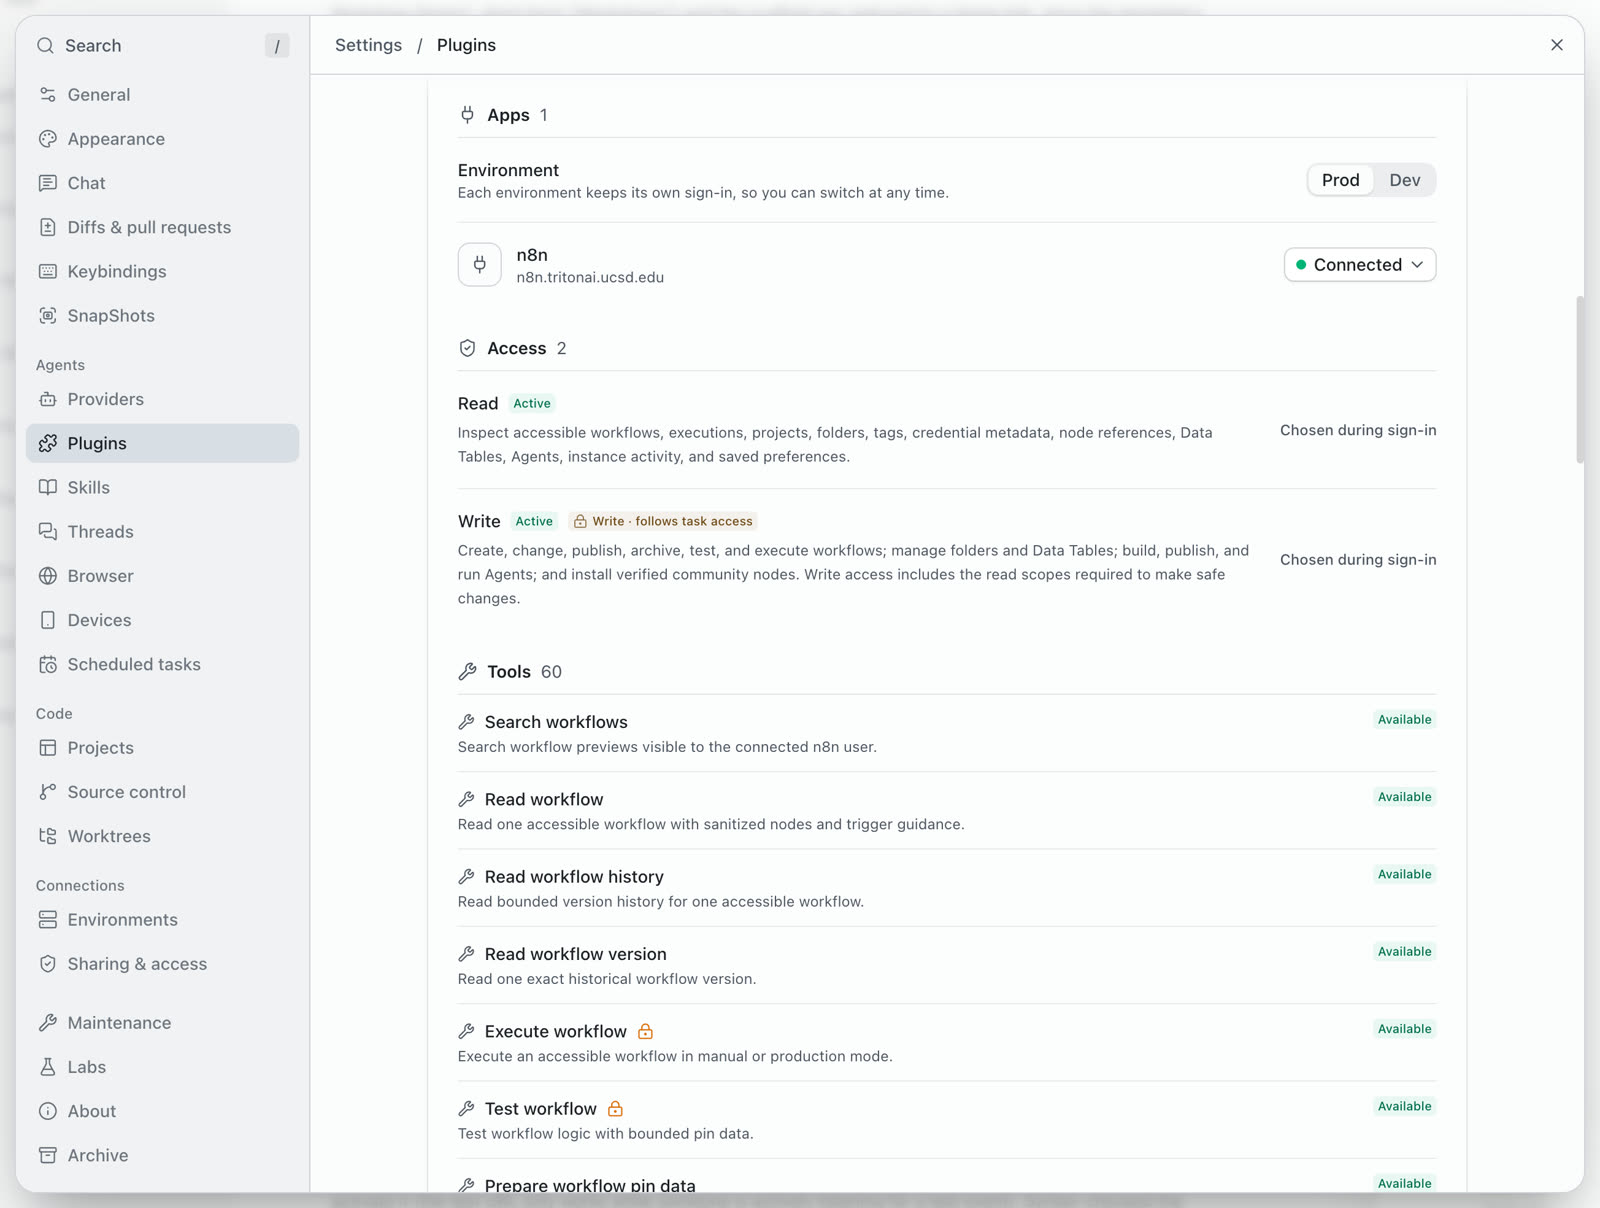 Search
/
General
Appearance
Chat
Diffs & pull requests
Keybindings
SnapShots
Agents
Providers
Plugins
Skills
Threads
Browser
Devices
Scheduled tasks
Code
Projects
Source control
Worktrees
Connections
Environments
Sharing & access
Maintenance
Labs
About
Archive
Settings / Plugins
Apps 1
Environment
Each environment keeps its own sign-in, so you can switch at any time.
Prod Dev
n8n
n8n.tritonai.ucsd.edu
Connected
Access 2
Read Active
Inspect accessible workflows, executions, projects, folders, tags, credential metadata, node references, Data
Tables, Agents, instance activity, and saved preferences.
Chosen during sign-in
Write Active Write · follows task access
Create, change, publish, archive, test, and execute workflows; manage folders and Data Tables; build, publish, and
run Agents; and install verified community nodes. Write access includes the read scopes required to make safe
changes.
Chosen during sign-in
Tools 60
Search workflows
Available
Search workflow previews visible to the connected n8n user.
Read workflow
Available
Read one accessible workflow with sanitized nodes and trigger guidance.
Read workflow history
Available
Read bounded version history for one accessible workflow.
Read workflow version
Available
Read one exact historical workflow version.
Execute workflow
Available
Execute an accessible workflow in manual or production mode.
Test workflow
Available
Test workflow logic with bounded pin data.
Prepare workflow pin data
Available